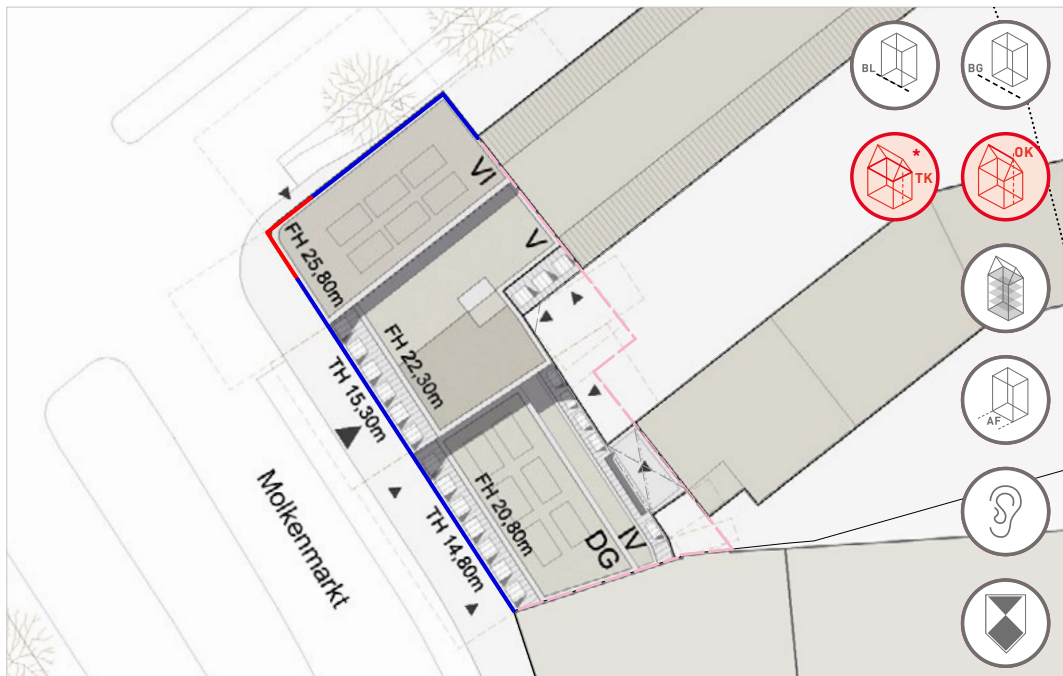 BL
BG
* TK
OK
VI
FH 25,80m
V
FH 22,30m
TH 15,30m
AF
FH 20,80m
IV
DG
TH 14,80m
Molkenmarkt